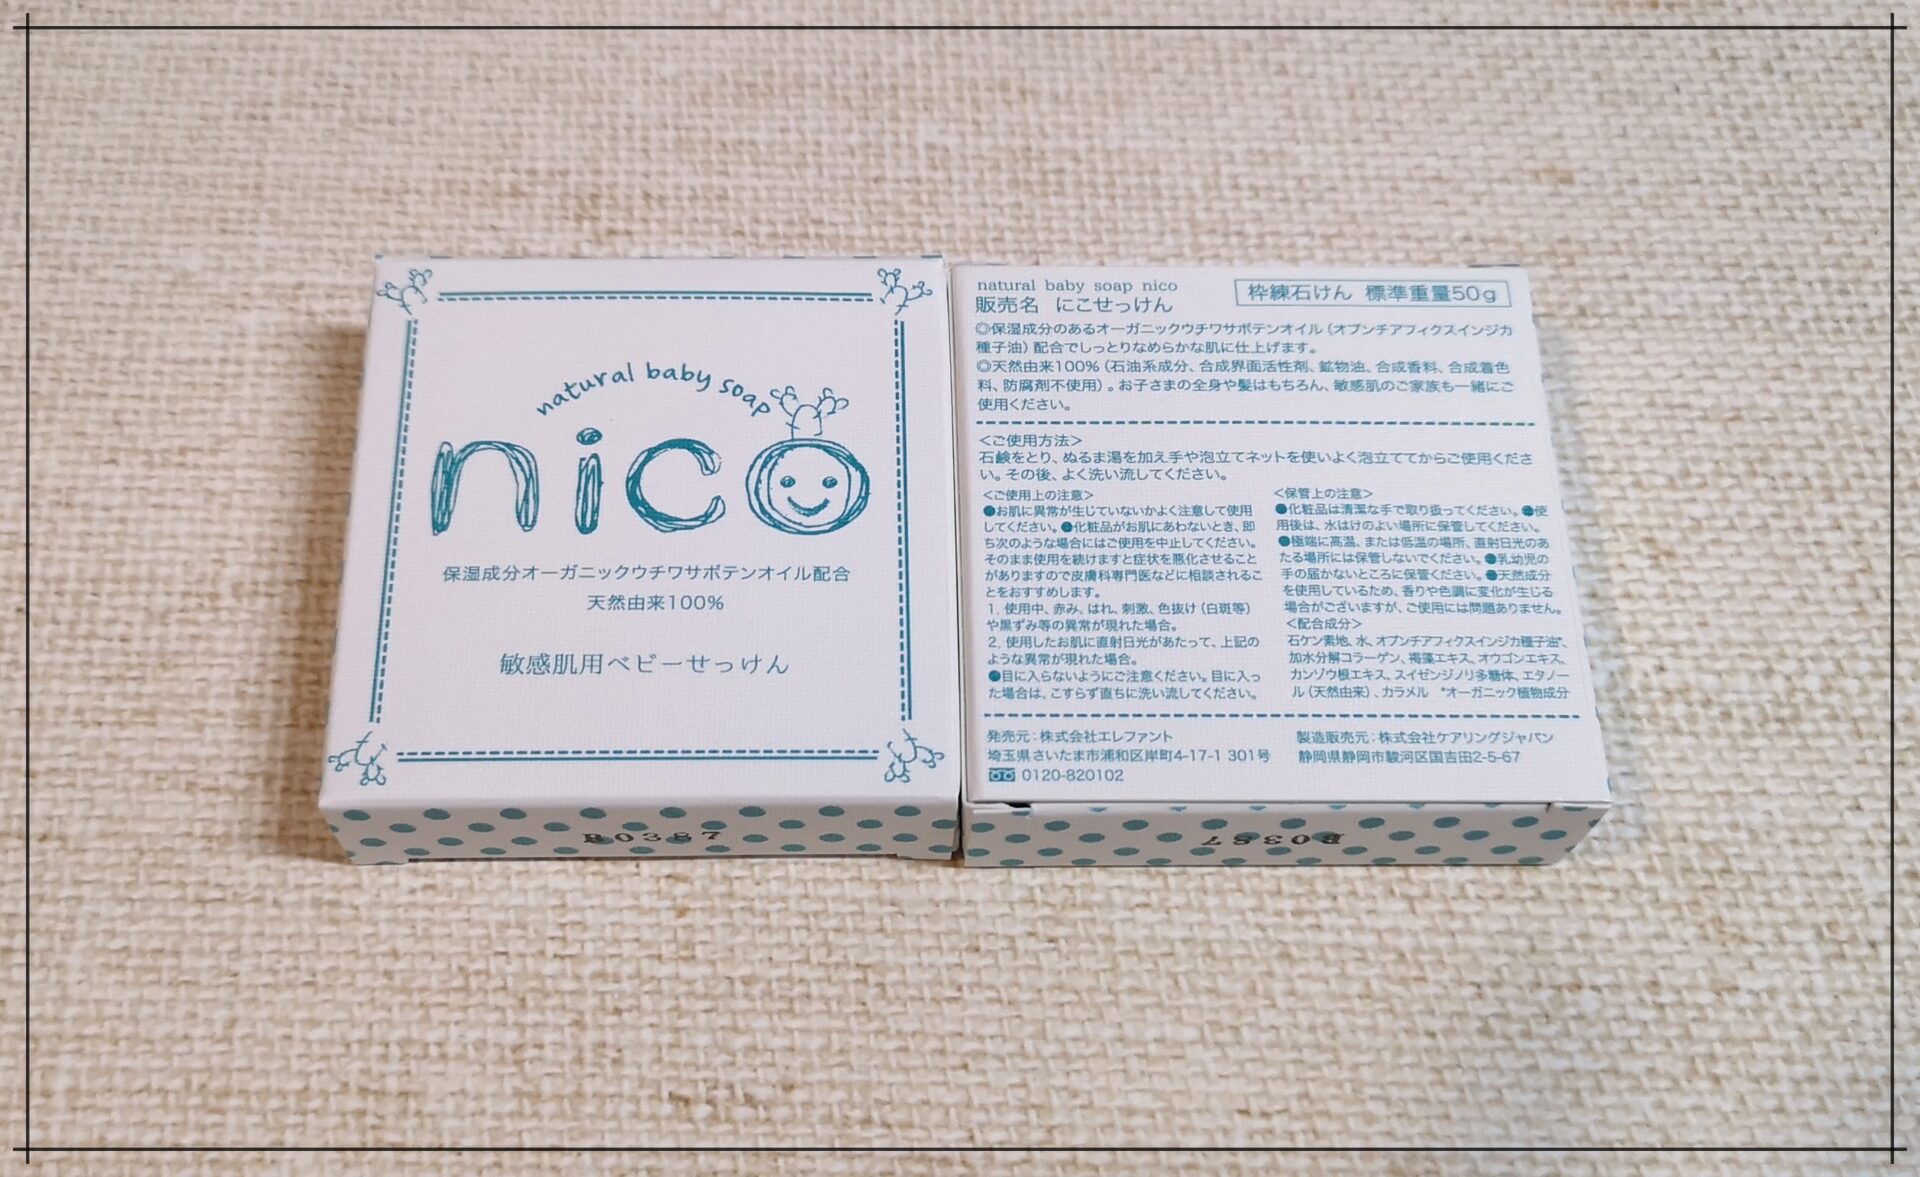 natural baby soap
nico
保湿成分オーガニックウチワサボテンオイル配合
天然由来100%
敏感肌用ベビーせっけん
B0387
natural baby soap nico
販売名 にこせっけん
枠練石けん 標準重量50g
◎保湿成分のあるオーガニックウチワサボテンオイル（オプンチアフィクスインジカ
種子油）配合でしっとりなめらかな肌に仕上げます。
◎天然由来100%（石油系成分、合成界面活性剤、鉱物油、合成香料、合成着色
料、防腐剤不使用）。お子さまの全身や髪はもちろん、敏感肌のご家族も一緒にご
使用ください。
＜ご使用方法＞
石鹸をとり、ぬるま湯を加え手や泡立てネットを使いよく泡立ててからご使用くださ
い。その後、よく洗い流してください。
＜ご使用上の注意＞
●お肌に異常が生じていないかよく注意して使用
してください。●化粧品がお肌にあわないとき、即
ち次のような場合にはご使用を中止してください。
そのまま使用を続けますと症状を悪化させること
がありますので皮膚科専門医などに相談されるこ
とをおすすめします。
1. 使用中、赤み、はれ、刺激、色抜け（白斑等）
や黒ずみ等の異常が現れた場合。
2. 使用したお肌に直射日光があたって、上記の
ような異常が現れた場合。
●目に入らないようにご注意ください。目に入っ
た場合は、こすらず直ちに洗い流してください。
＜保管上の注意＞
●化粧品は清潔な手で取り扱ってください。●使
用後は、水はけのよい場所に保管してください。
●極端に高温、または低温の場所、直射日光のあ
たる場所には保管しないでください。●乳幼児の
手の届かないところに保管ください。●天然成分
を使用しているため、香りや色調に変化が生じる
場合がございますが、ご使用には問題ありません。
＜配合成分＞
石ケン素地、水、オプンチアフィクスインジカ種子油*、
加水分解コラーゲン、褐藻エキス、オウゴンエキス、
カンゾウ根エキス、スイゼンジノリ多糖体、エタノー
ル（天然由来）、カラメル *オーガニック植物成分
発売元：株式会社エレファント
埼玉県さいたま市浦和区岸町4-17-1 301号
0120-820102
製造販売元：株式会社ケアリングジャパン
静岡県静岡市駿河区国吉田2-5-67
B0387